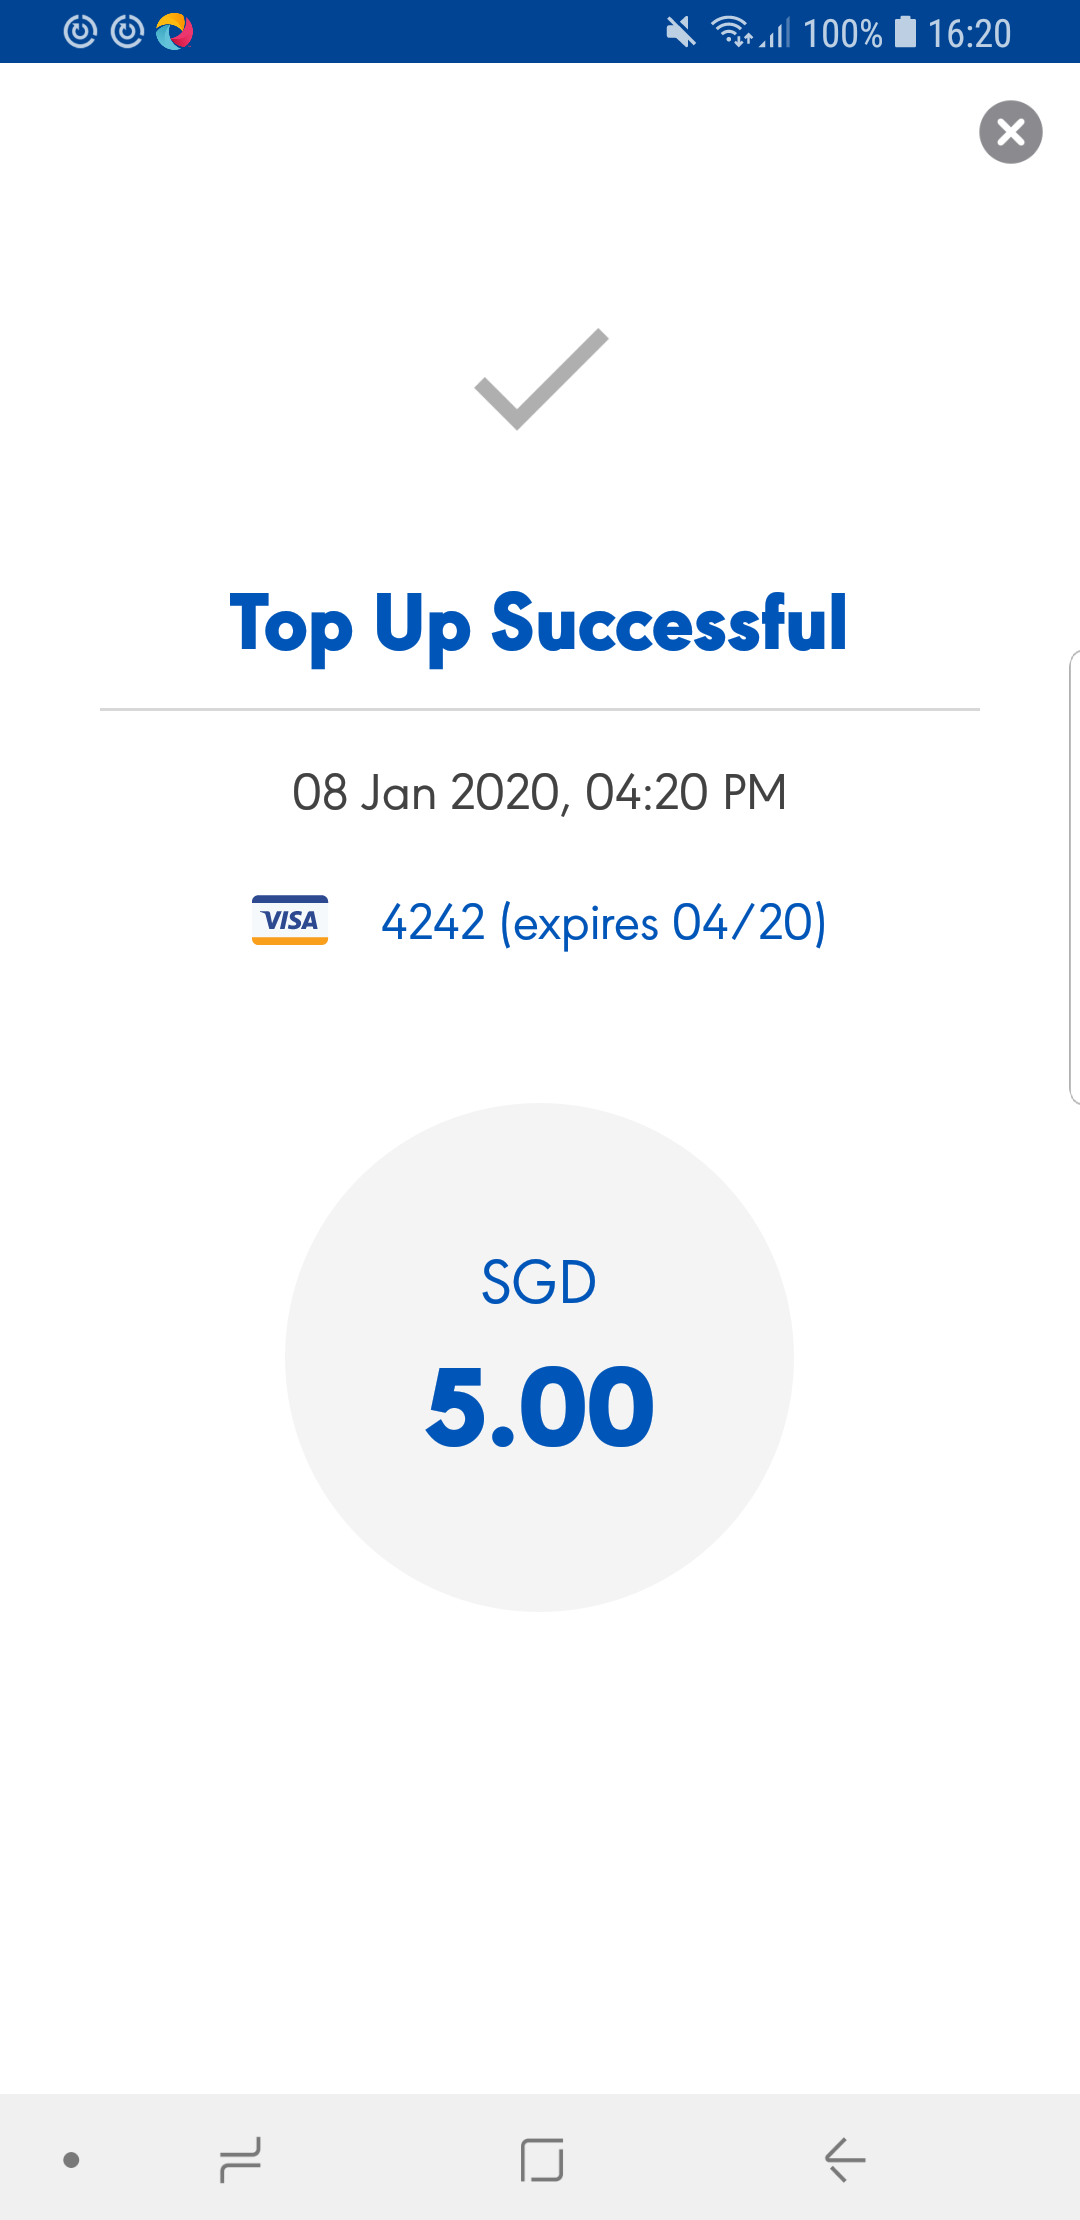 100% 16:20
Top Up Successful
08 Jan 2020, 04:20 PM
VISA 4242 (expires 04/20)
SGD
5.00